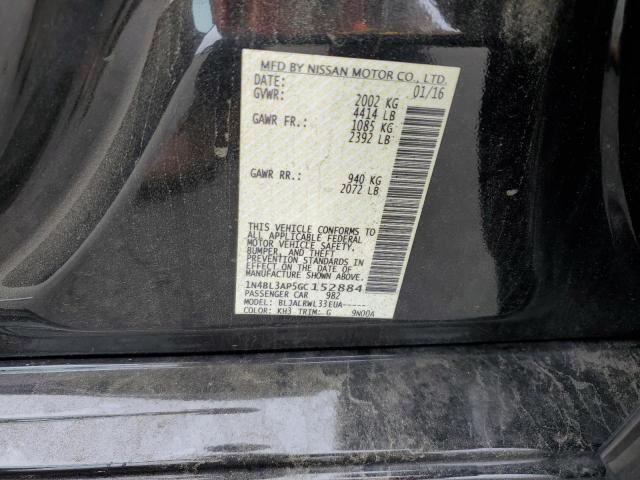 MFD BY NISSAN MOTOR CO., LTD.
DATE: 01/16
GVWR: 2002 KG
4414 LB
GAWR FR.: 1085 KG
2392 LB
GAWR RR.: 940 KG
2072 LB
THIS VEHICLE CONFORMS TO
ALL APPLICABLE FEDERAL
MOTOR VEHICLE SAFETY,
BUMPER, AND THEFT
PREVENTION STANDARDS IN
EFFECT ON THE DATE OF
MANUFACTURE SHOWN ABOVE.
1N4BL3AP5GC152884
PASSENGER CAR 982
MODEL: BLJALRWL33EUA-----
COLOR: KH3 TRIM: G 9N00A